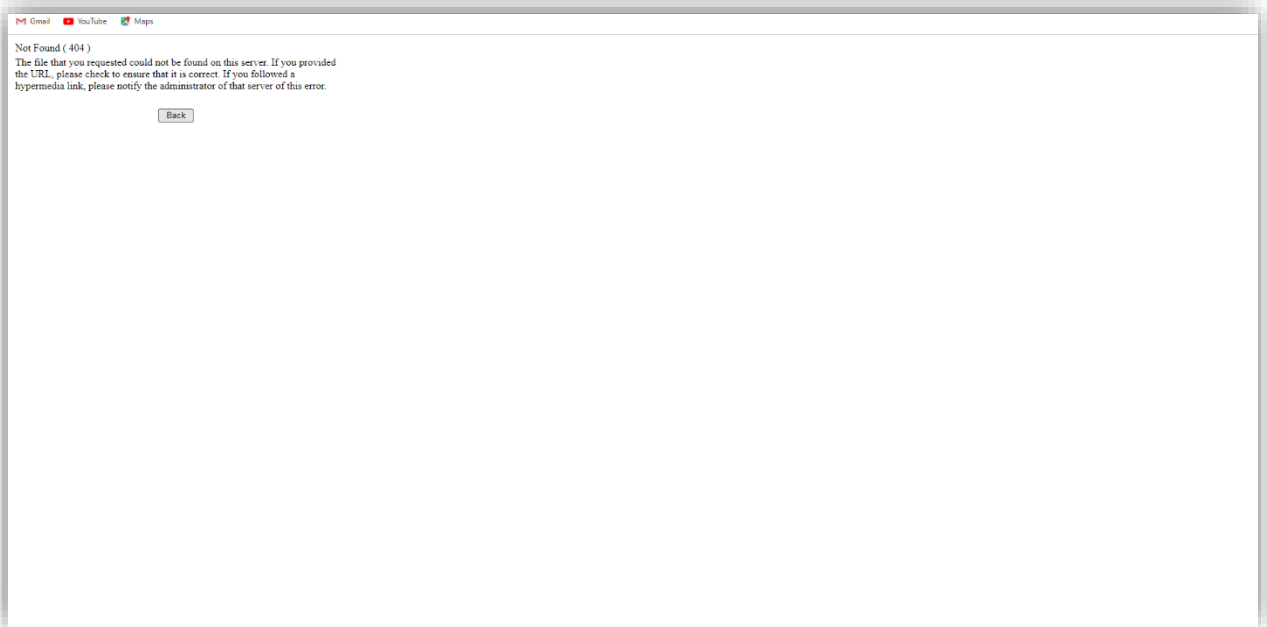 Gmail YouTube Maps
Not Found ( 404 )
The file that you requested could not be found on this server. If you provided
the URL, please check to ensure that it is correct. If you followed a
hypermedia link, please notify the administrator of that server of this error.
Back